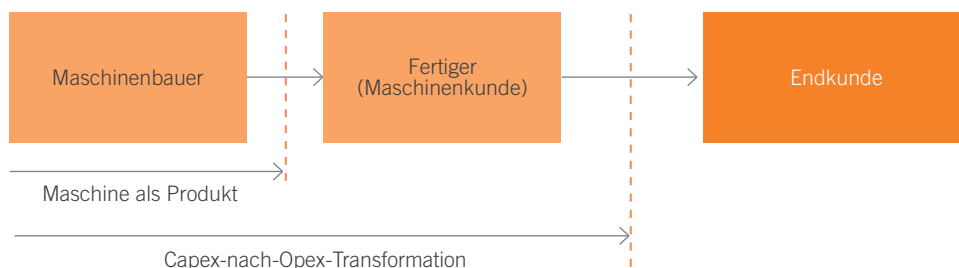 Maschinenbauer
Fertiger
(Maschinenkunde)
Endkunde
Maschine als Produkt
Capex-nach-Opex-Transformation